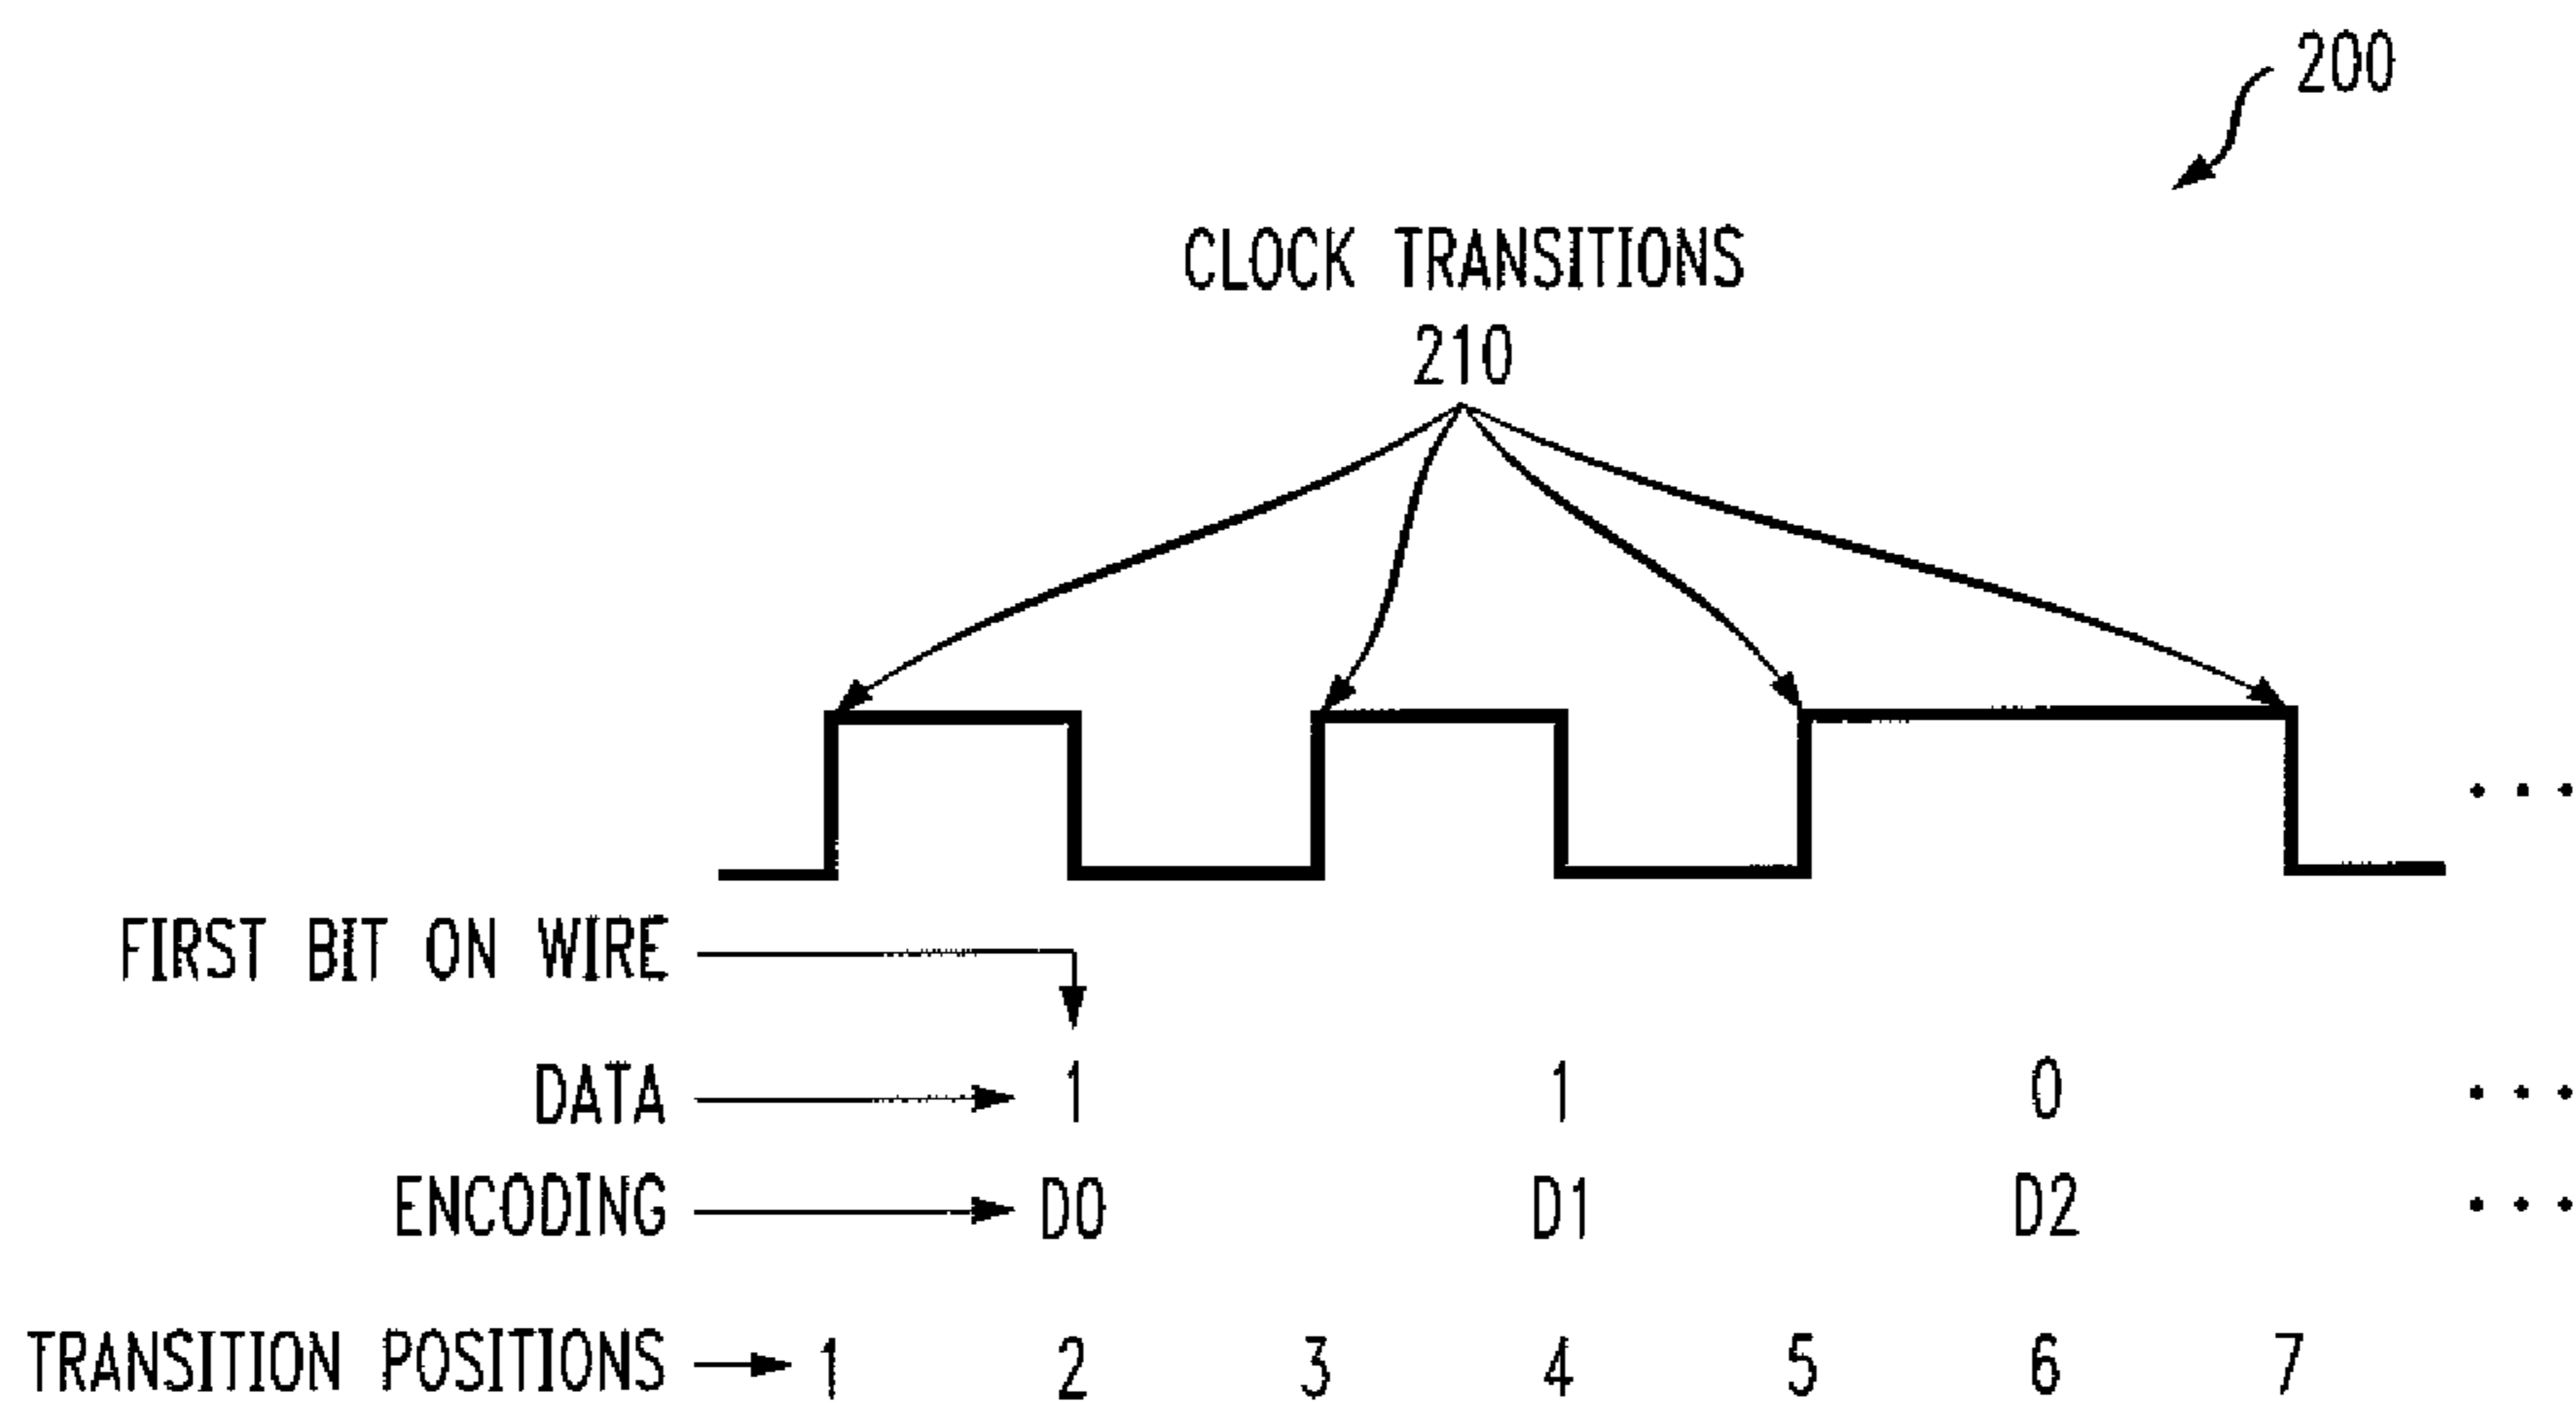 200
CLOCK TRANSITIONS
210
FIRST BIT ON WIRE
DATA 1 1 0 . . .
ENCODING D0 D1 D2 . . .
TRANSITION POSITIONS 1 2 3 4 5 6 7